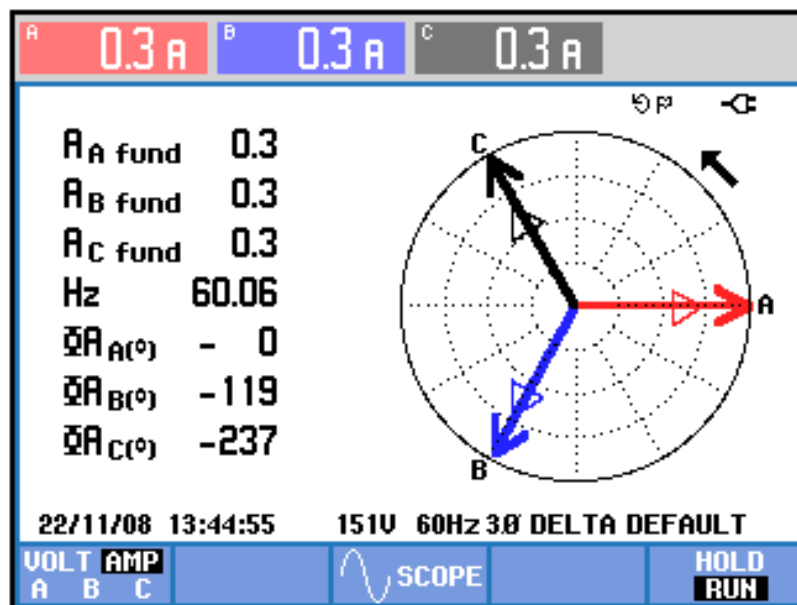 A 0.3 A B 0.3 A C 0.3 A
C
A A fund 0.3
A B fund 0.3
A C fund 0.3
Hz 60.06
A
ΦA A(°) - 0
ΦA B(°) -119
ΦA C(°) -237
B
22/11/08 13:44:55 151V 60Hz 3Ø DELTA DEFAULT
VOLT AMP SCOPE HOLD
A B C RUN